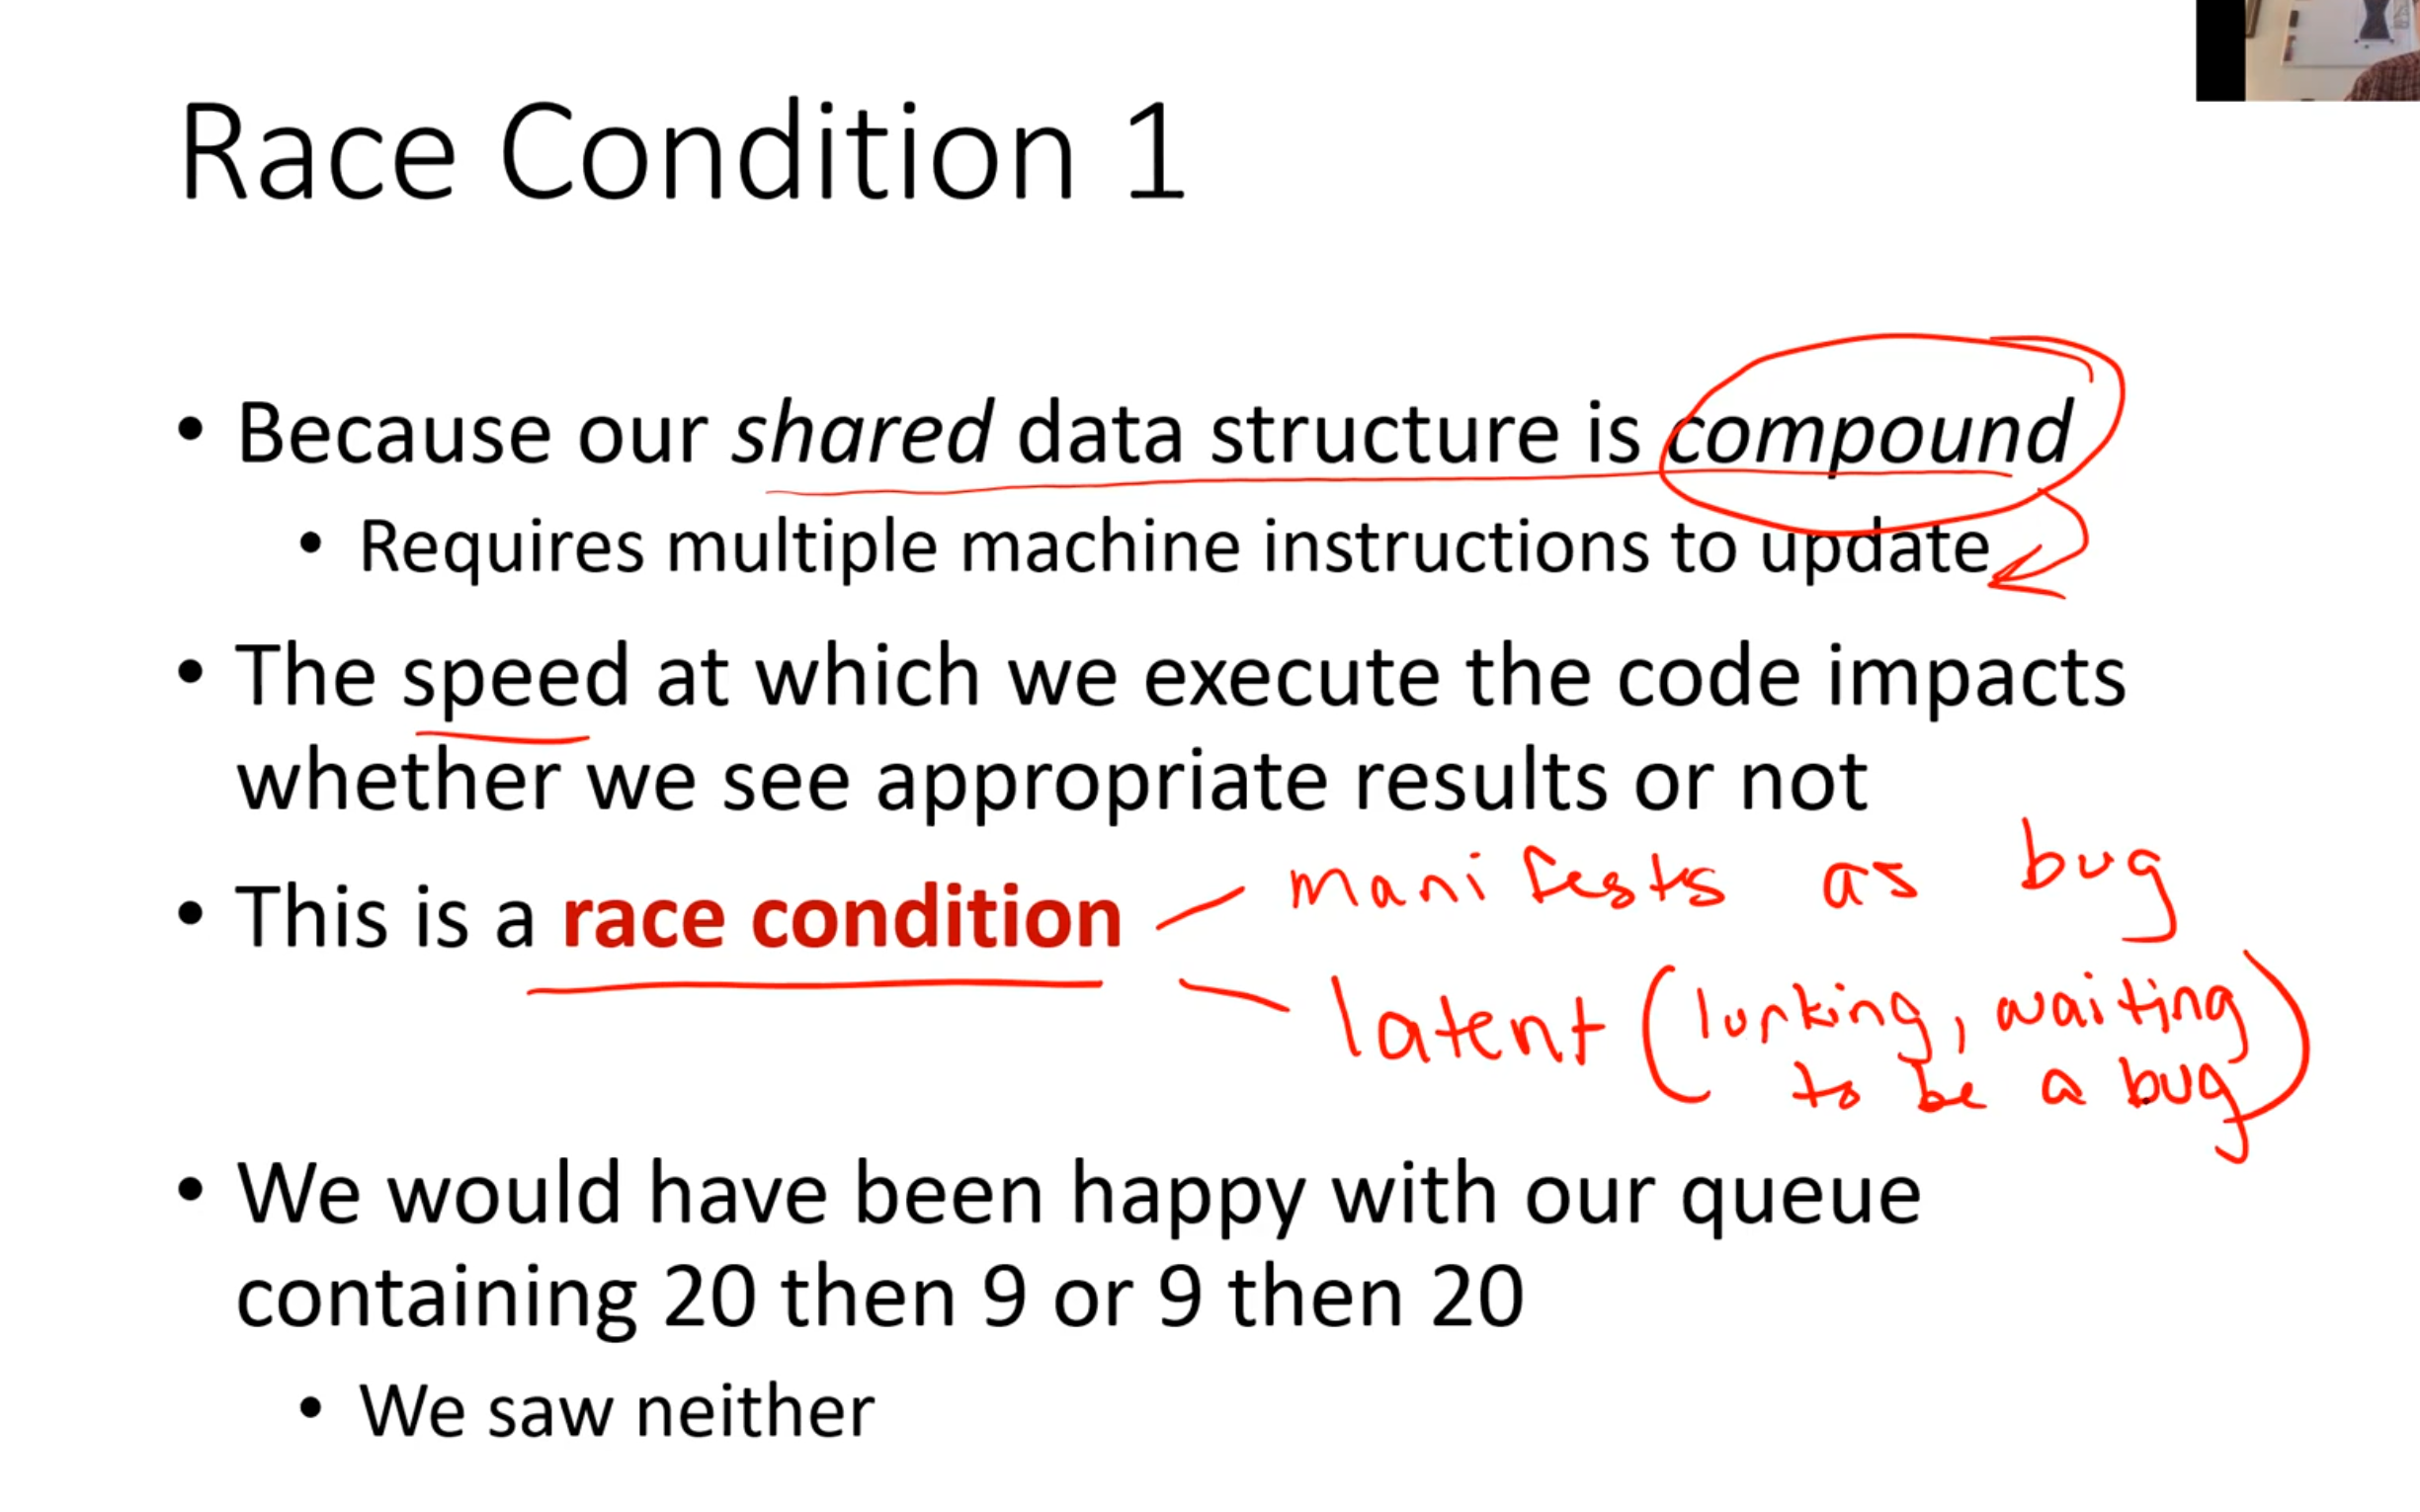 Race Condition 1
• Because our shared data structure is compound
• Requires multiple machine instructions to update
• The speed at which we execute the code impacts
whether we see appropriate results or not
• This is a race condition
manifests as bug
latent (lurking, waiting
to be a bug)
• We would have been happy with our queue
containing 20 then 9 or 9 then 20
• We saw neither